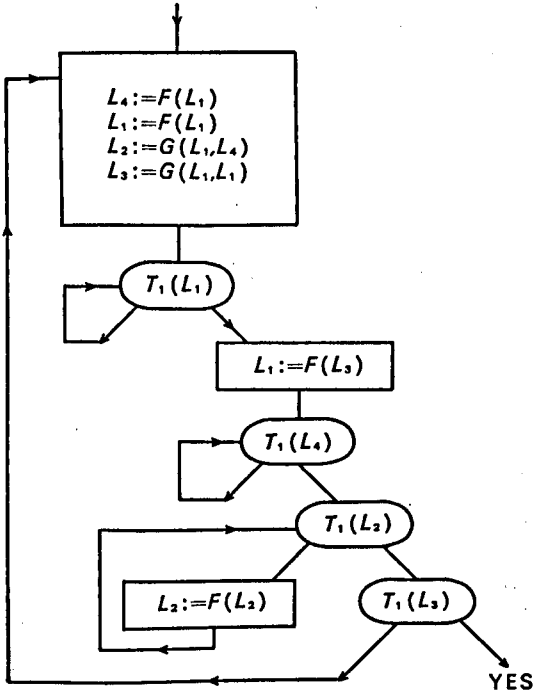 L₄:=F(L₁)
L₁:=F(L₁)
L₂:=G(L₁,L₄)
L₃:=G(L₁,L₁)
T₁(L₁)
L₁:=F(L₃)
T₁(L₄)
T₁(L₂)
L₂:=F(L₂)
T₁(L₃)
YES